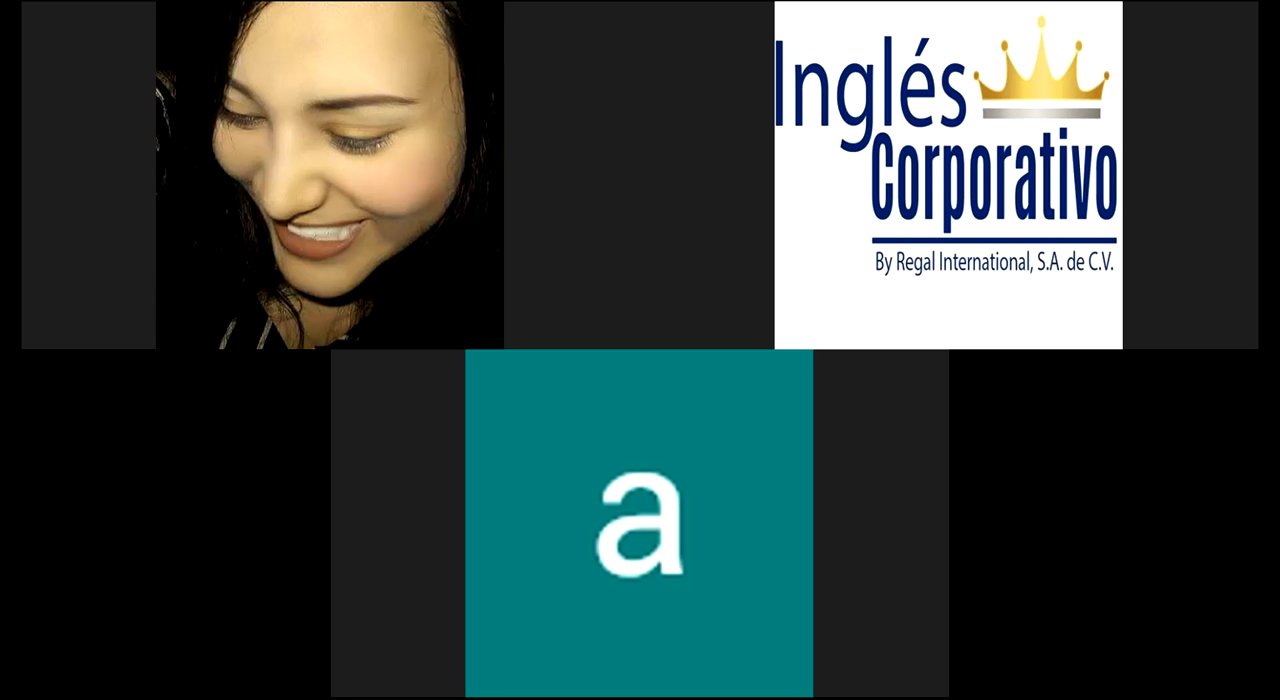 Inglés
Corporativo
By Regal International, S.A. de C.V.
a